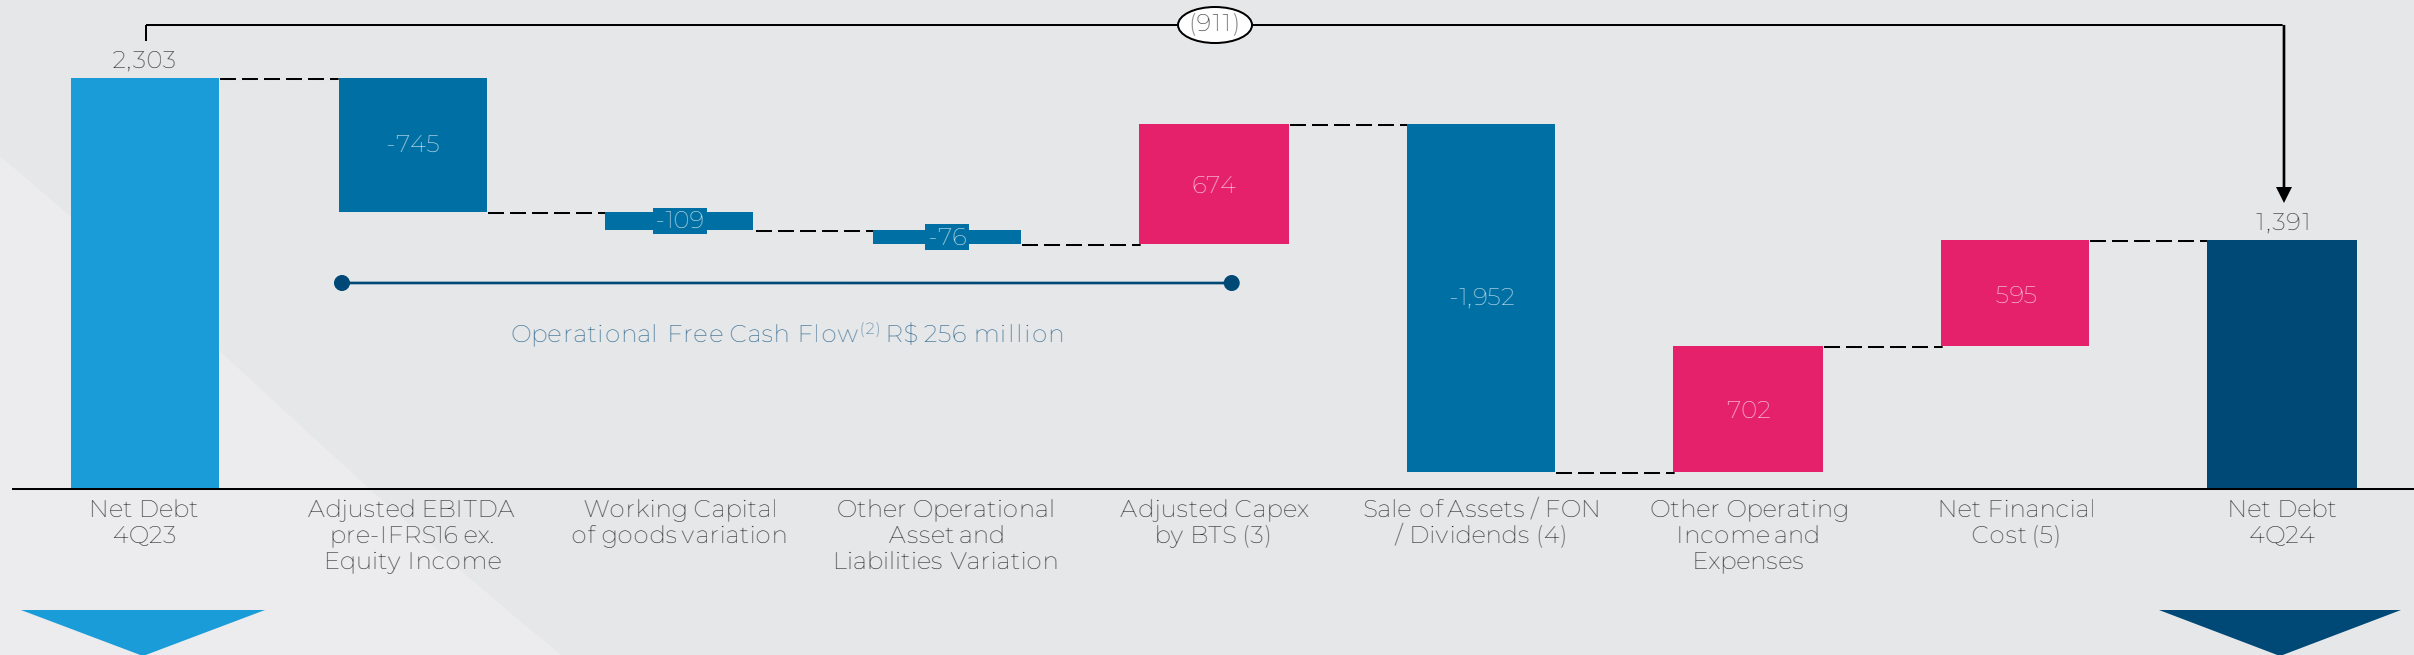 (911)
2,303
-745
-109
-76
674
-1,952
702
595
1,391
Operational Free Cash Flow(2) R$ 256 million
Net Debt
4Q23
Adjusted EBITDA
pre-IFRS16 ex.
Equity Income
Working Capital
of goods variation
Other Operational
Asset and
Liabilities Variation
Adjusted Capex
by BTS (3)
Sale of Assets / FON
/ Dividends (4)
Other Operating
Income and
Expenses
Net Financial
Cost (5)
Net Debt
4Q24